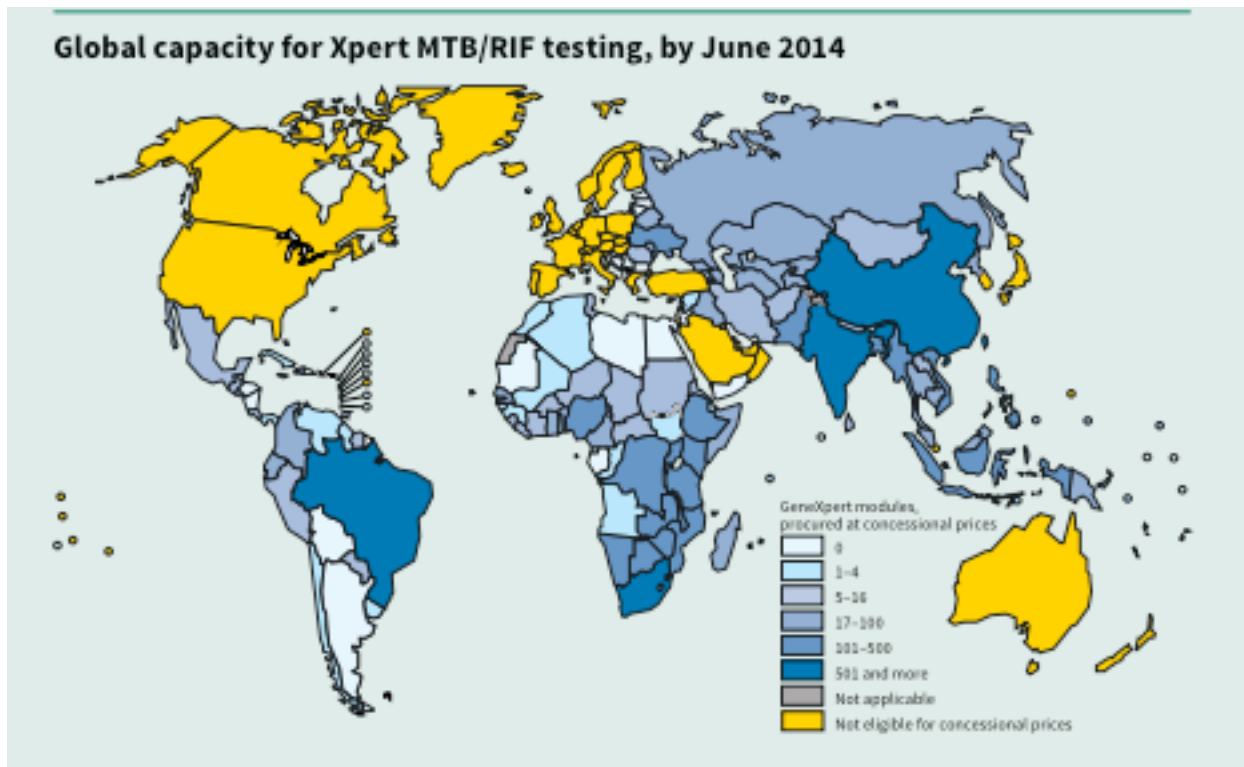 Global capacity for Xpert MTB/RIF testing, by June 2014
GeneXpert modules,
procured at concessional prices
0
1–4
5–16
17–100
101–500
501 and more
Not applicable
Not eligible for concessional prices